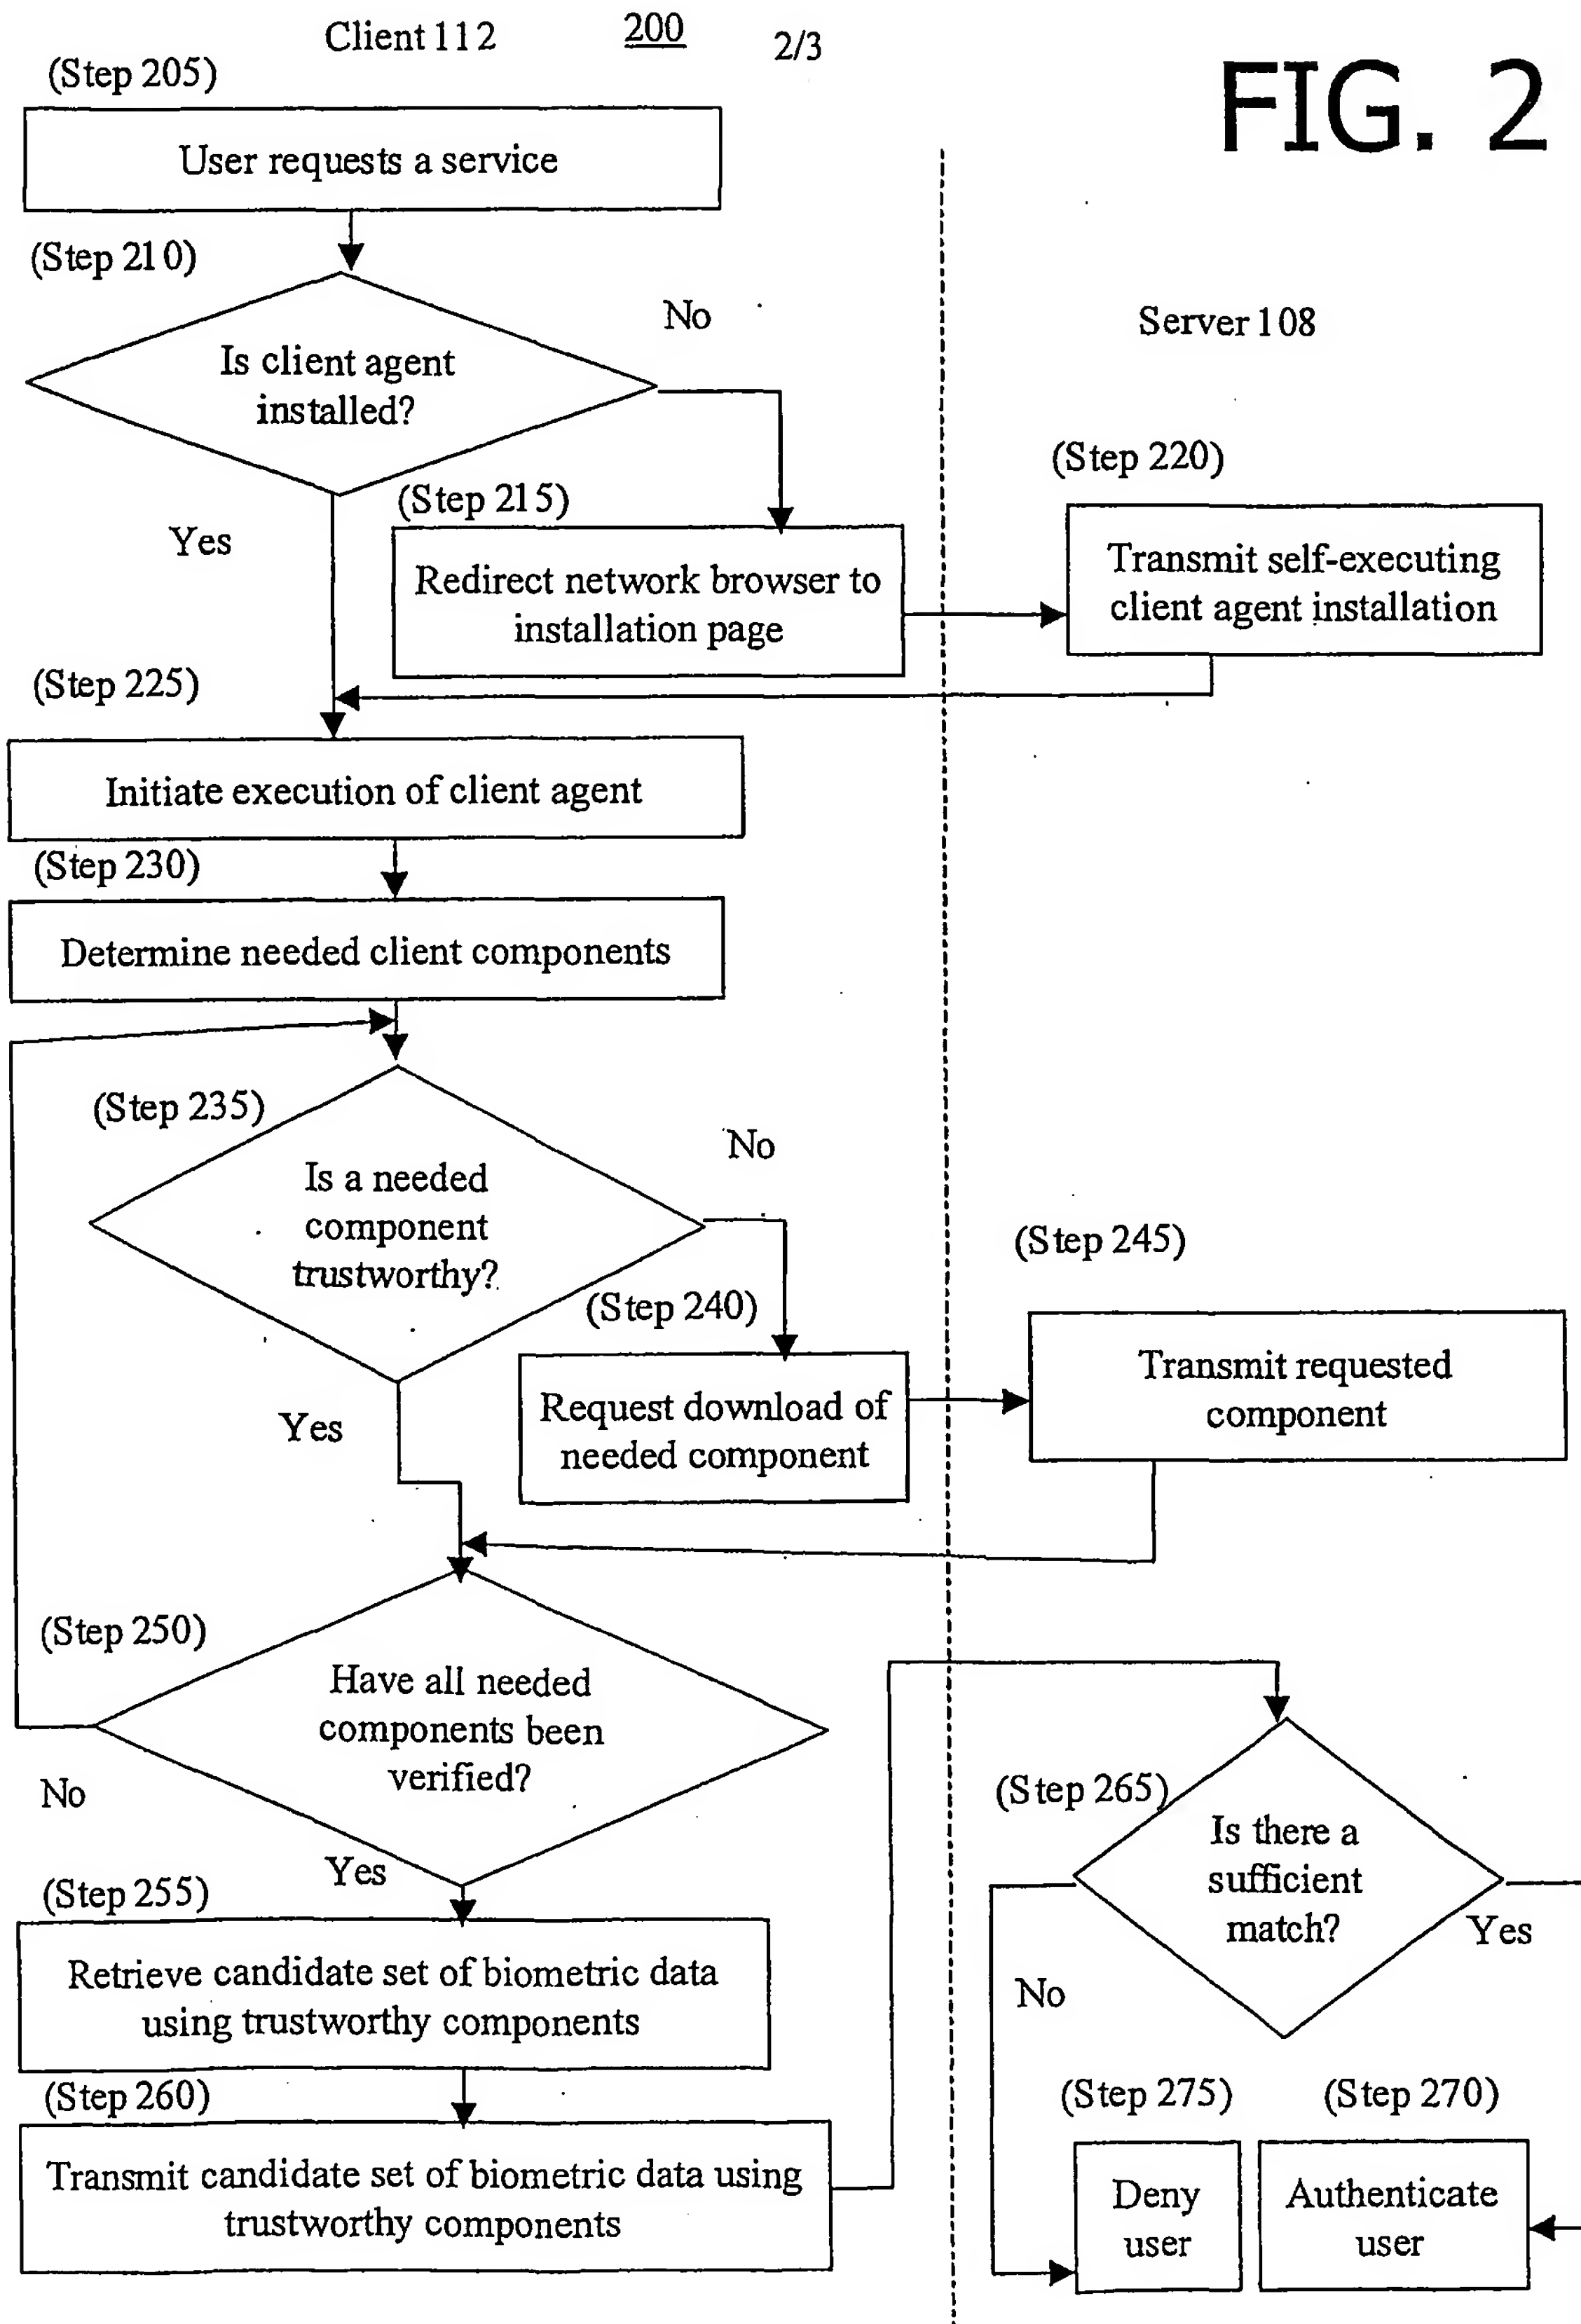 Client 112
200
2/3
FIG. 2
(Step 205)
User requests a service
(Step 210)
Is client agent
installed?
No
Yes
Server 108
(Step 215)
Redirect network browser to
installation page
(Step 220)
Transmit self-executing
client agent installation
(Step 225)
Initiate execution of client agent
(Step 230)
Determine needed client components
(Step 235)
Is a needed
component
trustworthy?
No
Yes
(Step 240)
Request download of
needed component
(Step 245)
Transmit requested
component
(Step 250)
Have all needed
components been
verified?
No
Yes
(Step 255)
Retrieve candidate set of biometric data
using trustworthy components
(Step 260)
Transmit candidate set of biometric data using
trustworthy components
(Step 265)
Is there a
sufficient
match?
Yes
No
(Step 275)
Deny
user
(Step 270)
Authenticate
user